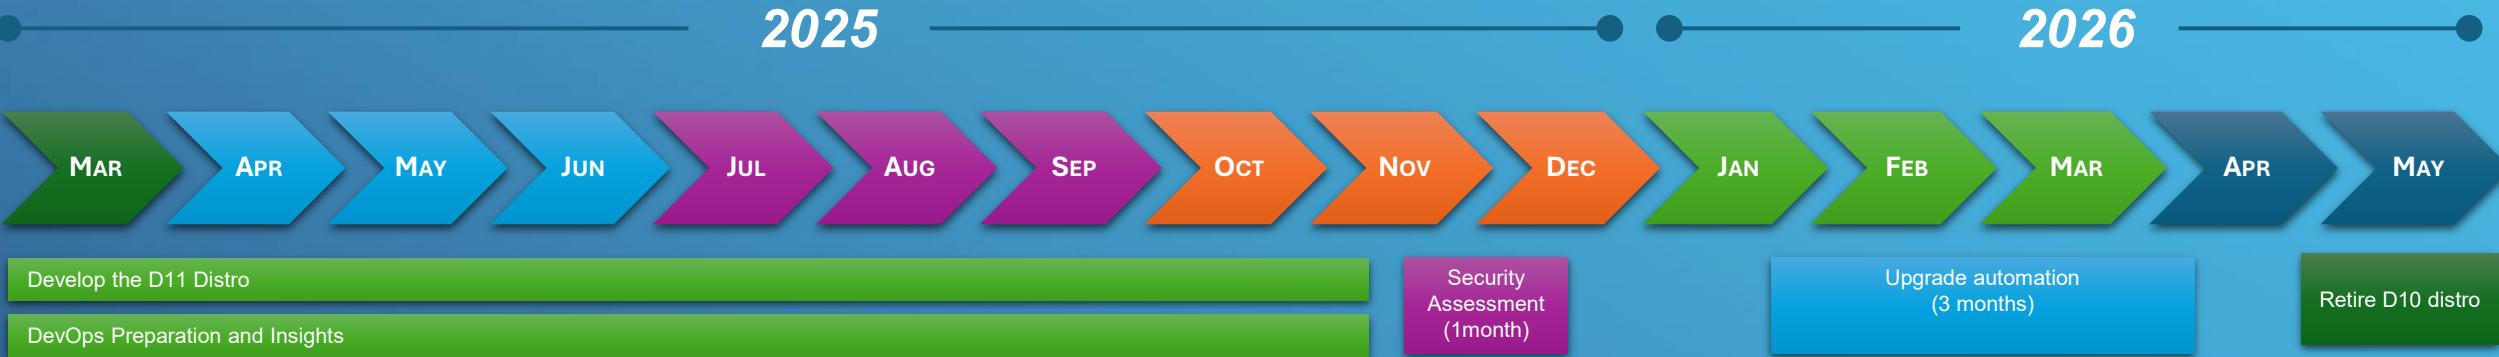 2025
2026
MAR
APR
MAY
JUN
JUL
AUG
SEP
OCT
NOV
DEC
JAN
FEB
MAR
APR
MAY
Develop the D11 Distro
DevOps Preparation and Insights
Security
Assessment
(1month)
Upgrade automation
(3 months)
Retire D10 distro